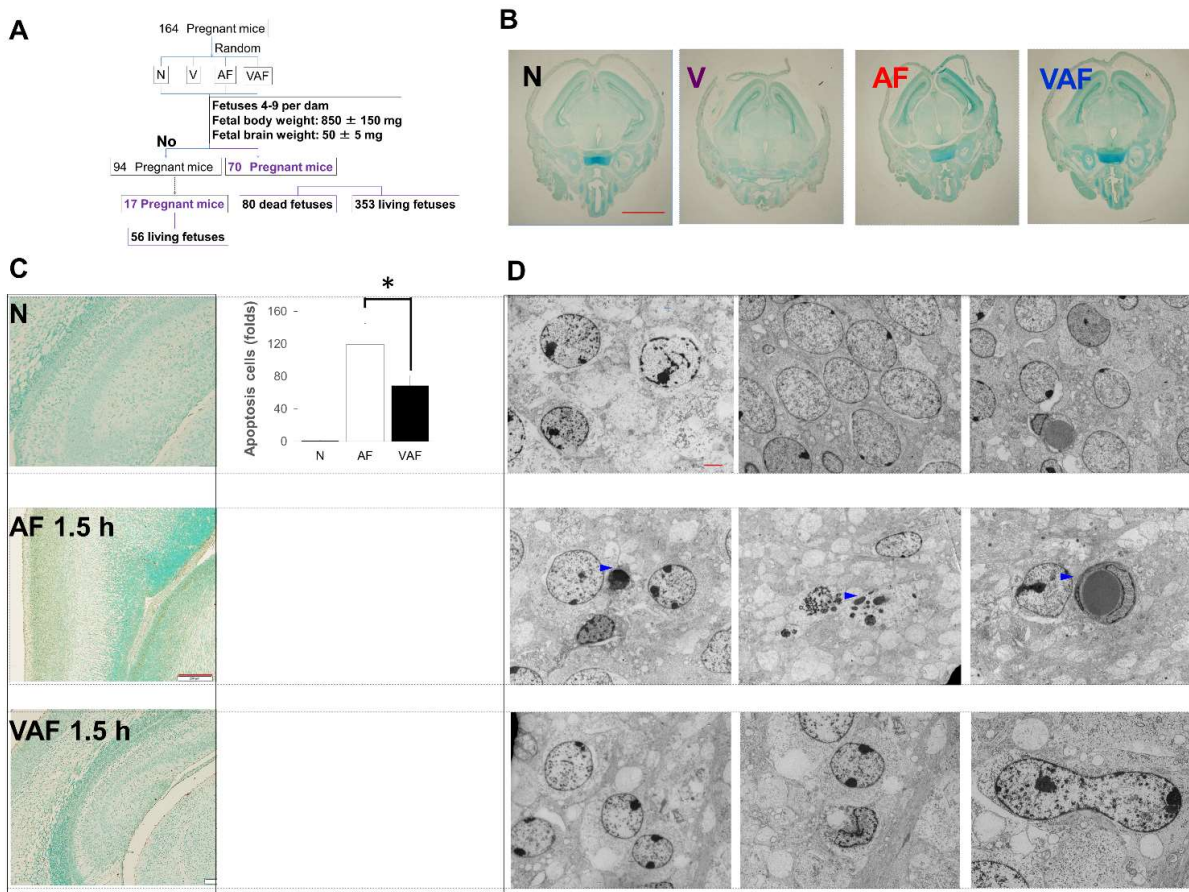 A
164 Pregnant mice
Random
N V AF VAF
Fetuses 4-9 per dam
Fetal body weight: 850 ± 150 mg
Fetal brain weight: 50 ± 5 mg
No
94 Pregnant mice 70 Pregnant mice
17 Pregnant mice 80 dead fetuses 353 living fetuses
56 living fetuses
B
N V AF VAF
C
N
Apoptosis cells (folds)
160
120
80
40
0
*
N AF VAF
AF 1.5 h
VAF 1.5 h
D